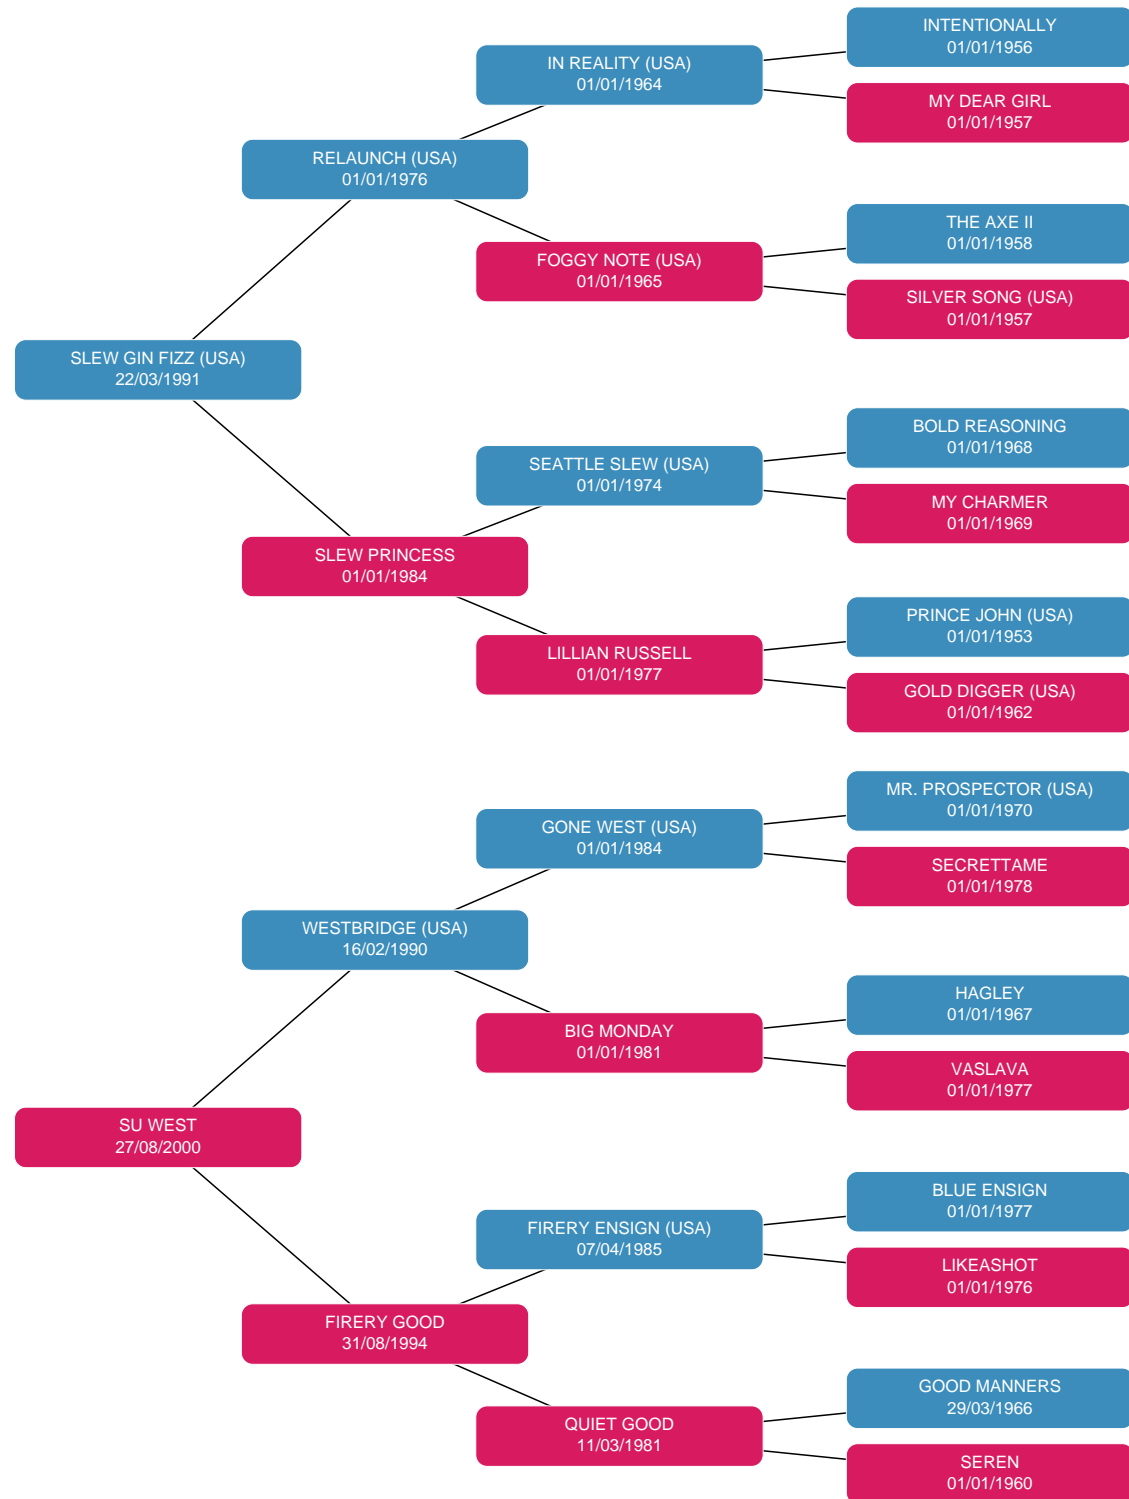 INTENTIONALLY
01/01/1956
IN REALITY (USA)
01/01/1964
MY DEAR GIRL
01/01/1957
RELAUNCH (USA)
01/01/1976
THE AXE II
01/01/1958
FOGGY NOTE (USA)
01/01/1965
SILVER SONG (USA)
01/01/1957
SLEW GIN FIZZ (USA)
22/03/1991
BOLD REASONING
01/01/1968
SEATTLE SLEW (USA)
01/01/1974
MY CHARMER
01/01/1969
SLEW PRINCESS
01/01/1984
PRINCE JOHN (USA)
01/01/1953
LILLIAN RUSSELL
01/01/1977
GOLD DIGGER (USA)
01/01/1962
MR. PROSPECTOR (USA)
01/01/1970
GONE WEST (USA)
01/01/1984
SECRETTAME
01/01/1978
WESTBRIDGE (USA)
16/02/1990
HAGLEY
01/01/1967
BIG MONDAY
01/01/1981
VASLAVA
01/01/1977
SU WEST
27/08/2000
BLUE ENSIGN
01/01/1977
FIRERY ENSIGN (USA)
07/04/1985
LIKEASHOT
01/01/1976
FIRERY GOOD
31/08/1994
GOOD MANNERS
29/03/1966
QUIET GOOD
11/03/1981
SEREN
01/01/1960